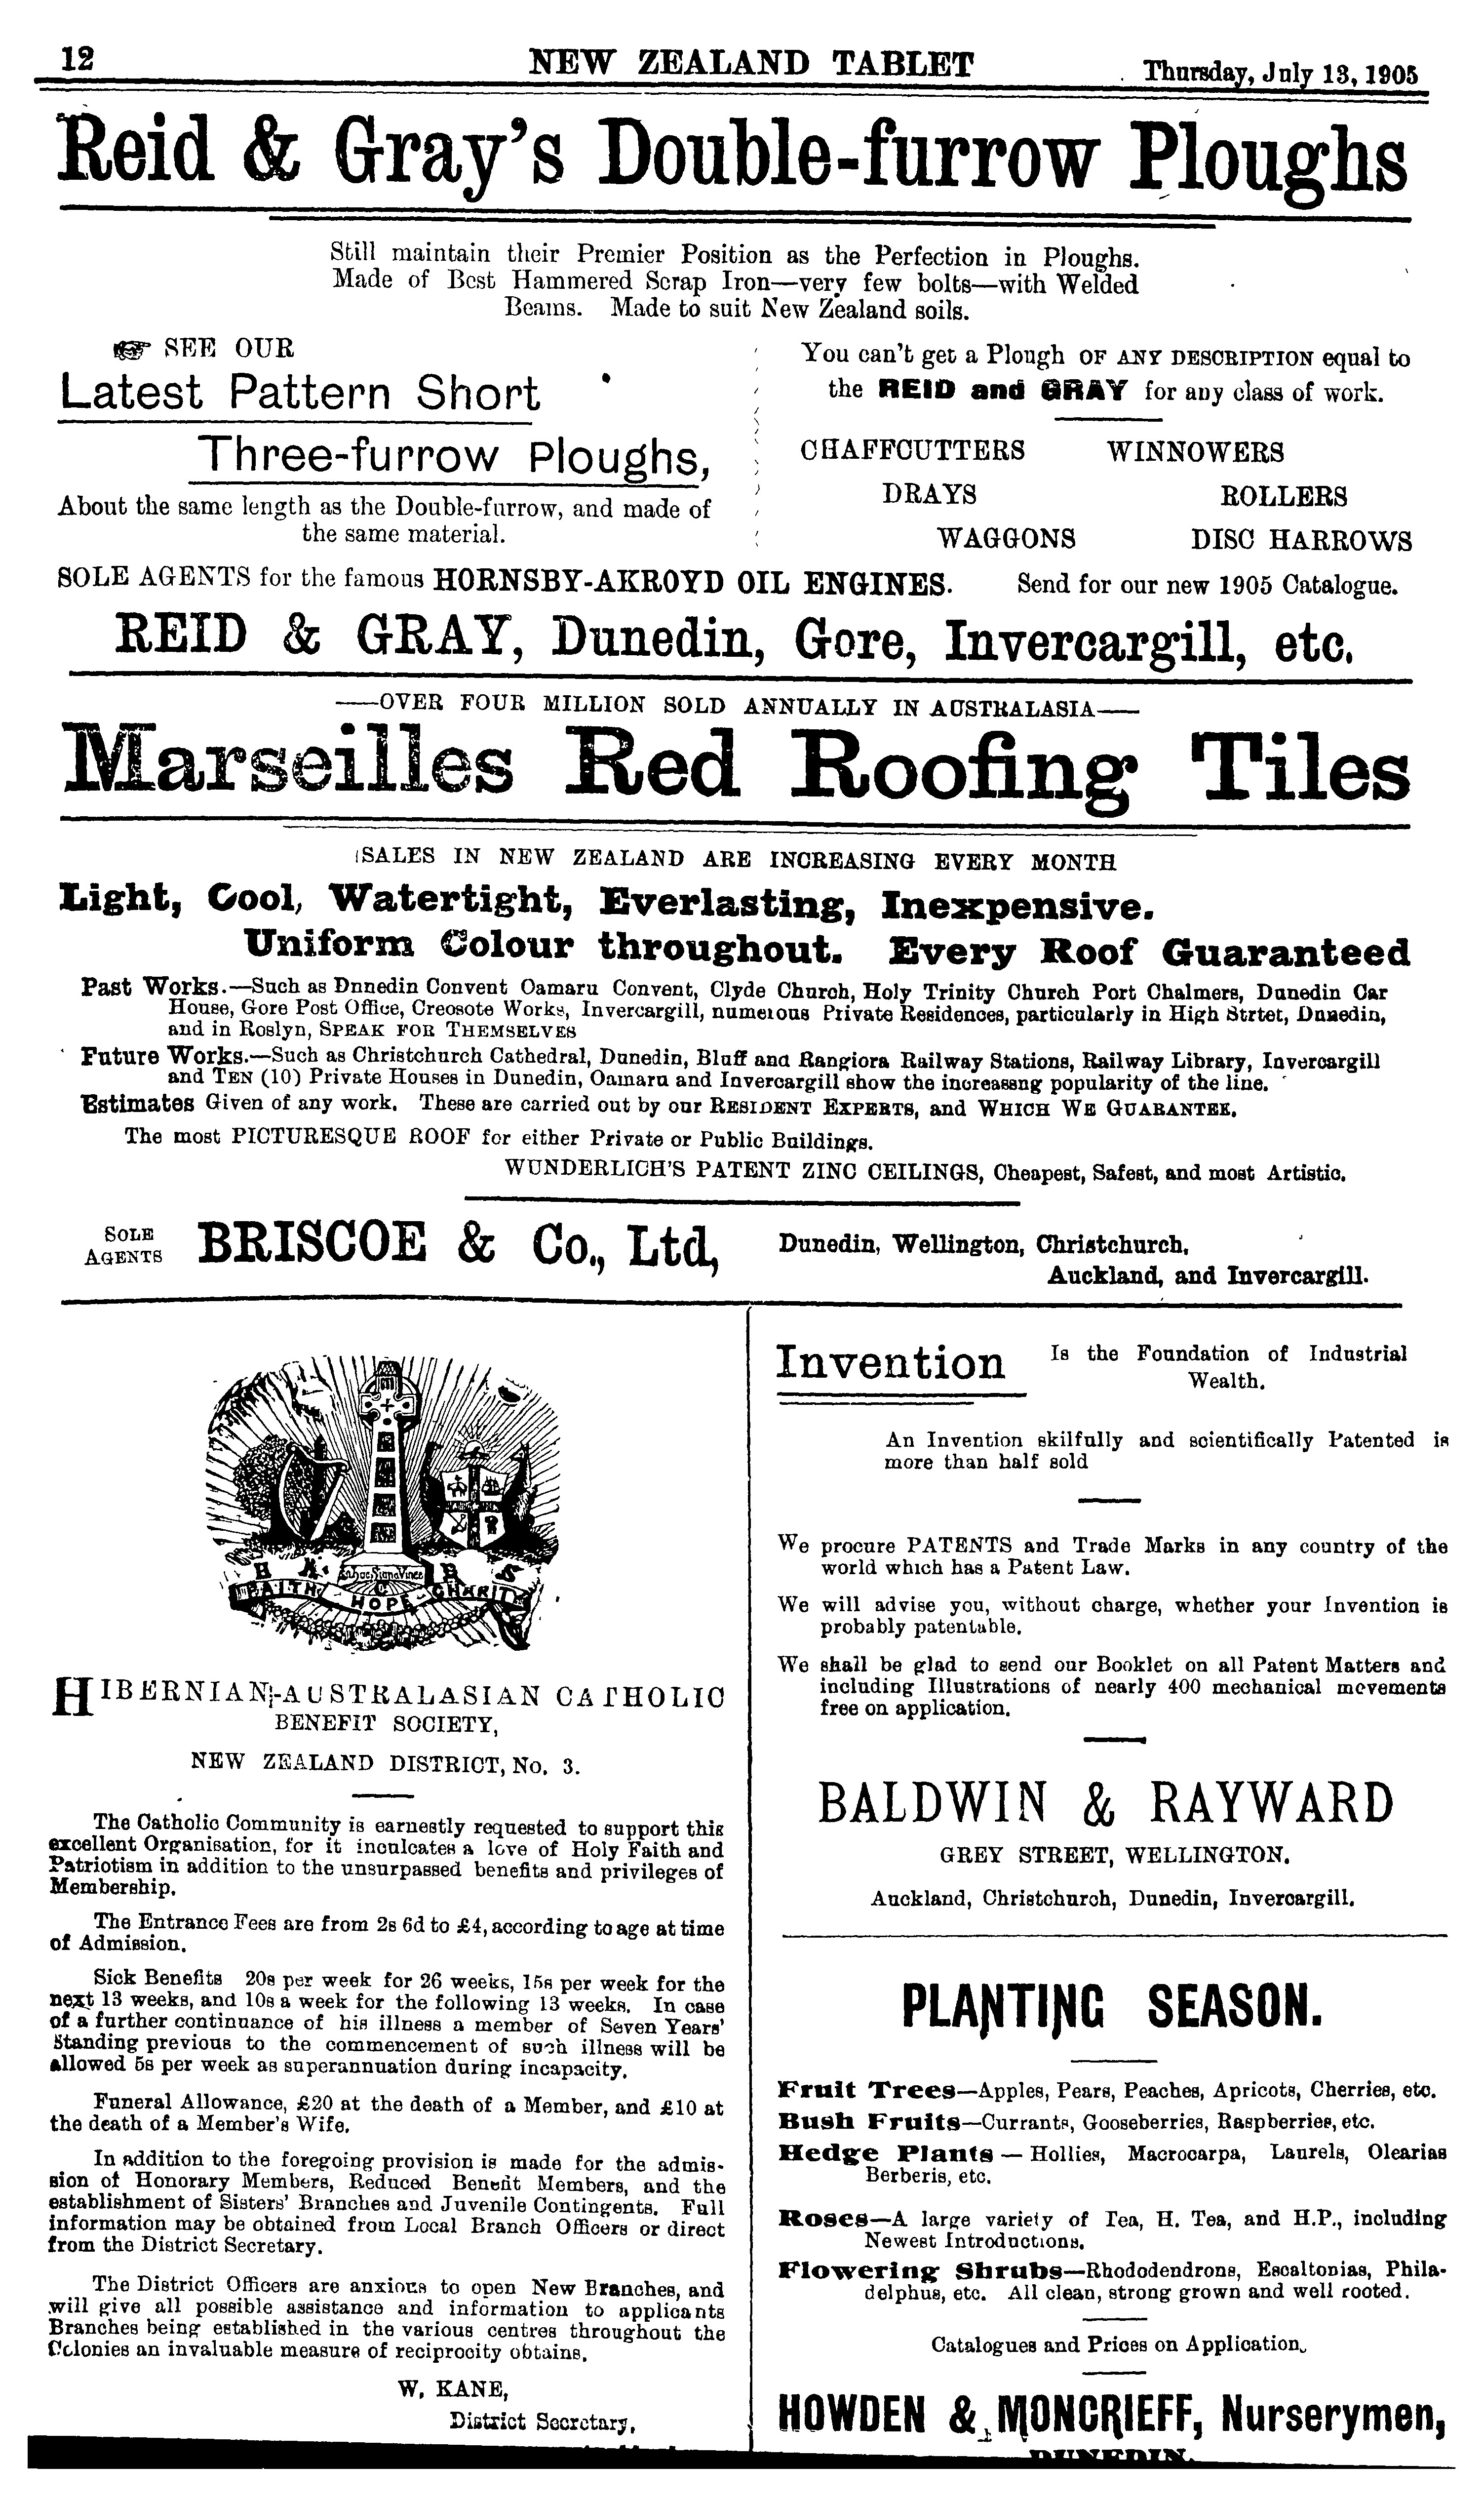 12
NEW ZEALAND TABLET
Thursday, July 13, 1905
Reid & Gray's Double-furrow Ploughs
Still maintain their Premier Position as the Perfection in Ploughs.
Made of Best Hammered Scrap Iron—very few bolts—with Welded
Beams. Made to suit New Zealand soils.
☞ SEE OUR
Latest Pattern Short
Three-furrow Ploughs,
About the same length as the Double-furrow, and made of
the same material.
You can't get a Plough OF ANY DESCRIPTION equal to
the REID and GRAY for any class of work.
CHAFFCUTTERS WINNOWERS
DRAYS ROLLERS
WAGGONS DISC HARROWS
SOLE AGENTS for the famous HORNSBY-AKROYD OIL ENGINES. Send for our new 1905 Catalogue.
REID & GRAY, Dunedin, Gore, Invercargill, etc.
—OVER FOUR MILLION SOLD ANNUALLY IN AUSTRALASIA—
Marseilles Red Roofing Tiles
SALES IN NEW ZEALAND ARE INCREASING EVERY MONTH
Light, Cool, Watertight, Everlasting, Inexpensive.
Uniform Colour throughout. Every Roof Guaranteed
Past Works.—Such as Dnnedin Convent Oamaru Convent, Clyde Church, Holy Trinity Church Port Chalmers, Dunedin Car
House, Gore Post Office, Creosote Works, Invercargill, numerous Private Residences, particularly in High Strtet, Dunedin,
and in Roslyn, SPEAK FOR THEMSELVES
Future Works.—Such as Christchurch Cathedral, Dunedin, Bluff and Rangiora Railway Stations, Railway Library, Invercargill
and TEN (10) Private Houses in Dunedin, Oamaru and Invercargill show the increassng popularity of the line.
Estimates Given of any work. These are carried out by our RESIDENT EXPERTS, and WHICH WE GUARANTEE.
The most PICTURESQUE ROOF for either Private or Public Buildings.
WUNDERLICH'S PATENT ZINC CEILINGS, Cheapest, Safest, and most Artistic.
SOLE
AGENTS
BRISCOE & Co., Ltd,
Dunedin, Wellington, Christchurch,
Auckland, and Invercargill.
H A C B S
In hoc Signo Vinces
FAITH HOPE CHARITY
HIBERNIAN-AUSTRALASIAN CATHOLIC
BENEFIT SOCIETY,
NEW ZEALAND DISTRICT, No. 3.
The Catholic Community is earnestly requested to support this
excellent Organisation, for it inculcates a love of Holy Faith and
Patriotism in addition to the unsurpassed benefits and privileges of
Membership.
The Entrance Fees are from 2s 6d to £4, according to age at time
of Admission.
Sick Benefits 20s per week for 26 weeks, 15s per week for the
next 13 weeks, and 10s a week for the following 13 weeks. In case
of a further continuance of his illness a member of Seven Years'
Standing previous to the commencement of such illness will be
allowed 5s per week as superannuation during incapacity.
Funeral Allowance, £20 at the death of a Member, and £10 at
the death of a Member's Wife.
In addition to the foregoing provision is made for the admis-
sion of Honorary Members, Reduced Benefit Members, and the
establishment of Sisters' Branches and Juvenile Contingents. Full
information may be obtained from Local Branch Officers or direct
from the District Secretary.
The District Officers are anxious to open New Branches, and
will give all possible assistance and information to applicants
Branches being established in the various centres throughout the
Colonies an invaluable measure of reciprocity obtains.
W. KANE,
District Secretary.
Invention Is the Foundation of Industrial
Wealth.
An Invention skilfully and scientifically Patented is
more than half sold
We procure PATENTS and Trade Marks in any country of the
world which has a Patent Law.
We will advise you, without charge, whether your Invention is
probably patentable.
We shall be glad to send our Booklet on all Patent Matters and
including Illustrations of nearly 400 mechanical movements
free on application.
BALDWIN & RAYWARD
GREY STREET, WELLINGTON.
Auckland, Christchurch, Dunedin, Invercargill.
PLANTING SEASON.
Fruit Trees—Apples, Pears, Peaches, Apricots, Cherries, etc.
Bush Fruits—Currants, Gooseberries, Raspberries, etc.
Hedge Plants — Hollies, Macrocarpa, Laurels, Olearias
Berberis, etc.
Roses—A large variety of Tea, H. Tea, and H.P., including
Newest Introductions.
Flowering Shrubs—Rhododendrons, Escaltonias, Phila-
delphus, etc. All clean, strong grown and well rooted.
Catalogues and Prices on Application.
HOWDEN & MONCRIEFF, Nurserymen,
DUNEDIN.